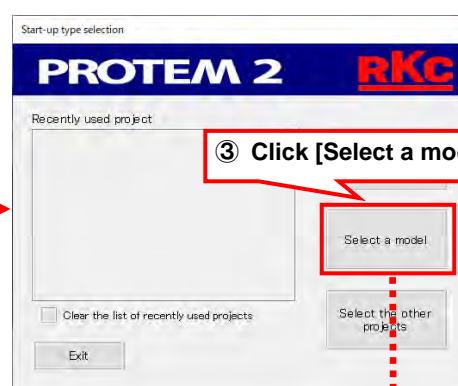 Start-up type selection
PROTEM 2
RKC
Recently used project
③ Click [Select a
Select a model
Clear the list of recently used projects
Select the other
projects
Exit